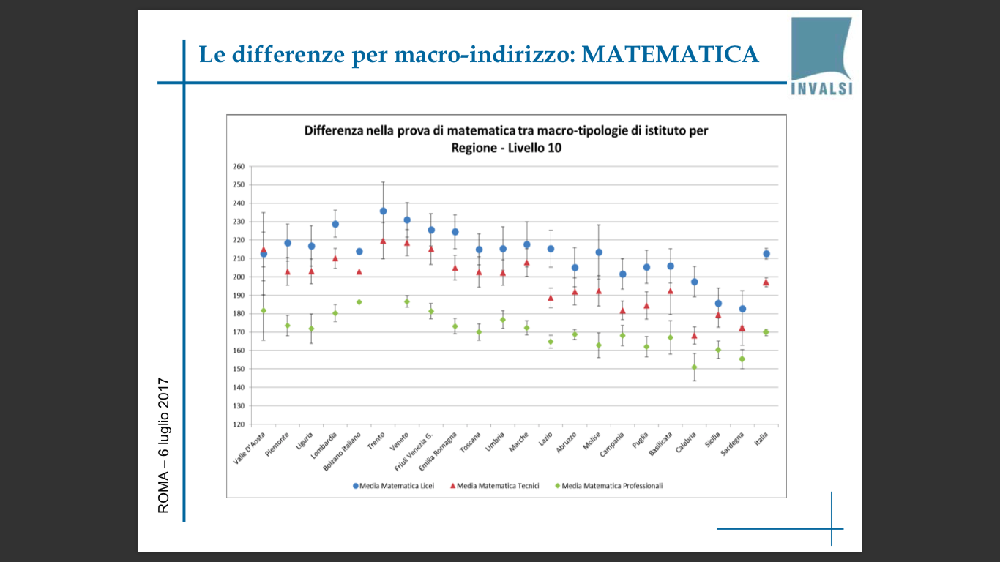 Le differenze per macro-indirizzo: MATEMATICA
INVALSI
Differenza nella prova di matematica tra macro-tipologie di istituto per
Regione - Livello 10
260
250
240
230
220
210
200
190
180
170
160
150
140
130
120
Valle D'Aosta
Piemonte
Liguria
Lombardia
Bolzano italiano
Trento
Veneto
Friuli Venezia G.
Emilia Romagna
Toscana
Umbria
Marche
Lazio
Abruzzo
Molise
Campania
Puglia
Basilicata
Calabria
Sicilia
Sardegna
Italia
Media Matematica Licei
Media Matematica Tecnici
Media Matematica Professionali
ROMA – 6 luglio 2017